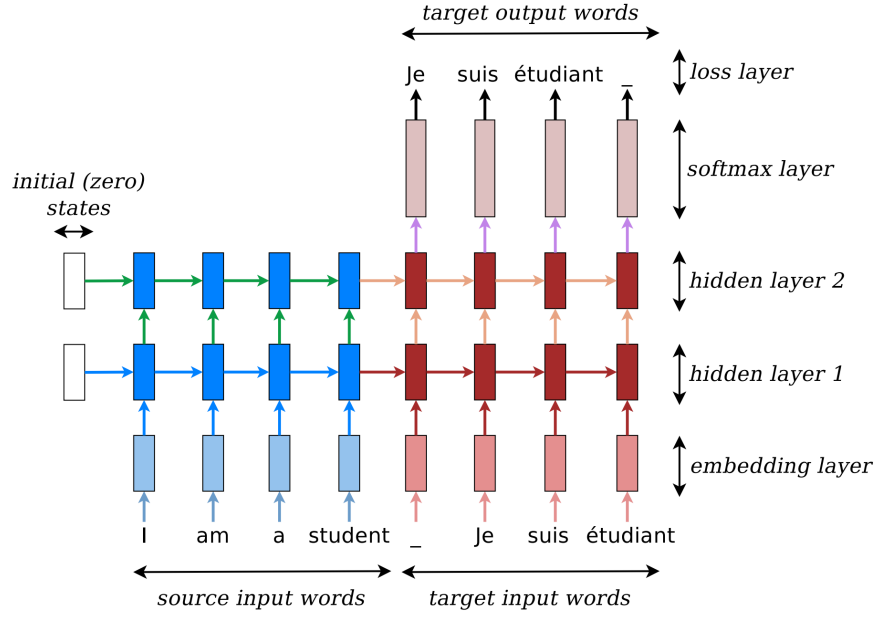 target output words
Je suis étudiant _
loss layer
softmax layer
initial (zero)
states
hidden layer 2
hidden layer 1
embedding layer
I am a student _ Je suis étudiant
source input words
target input words